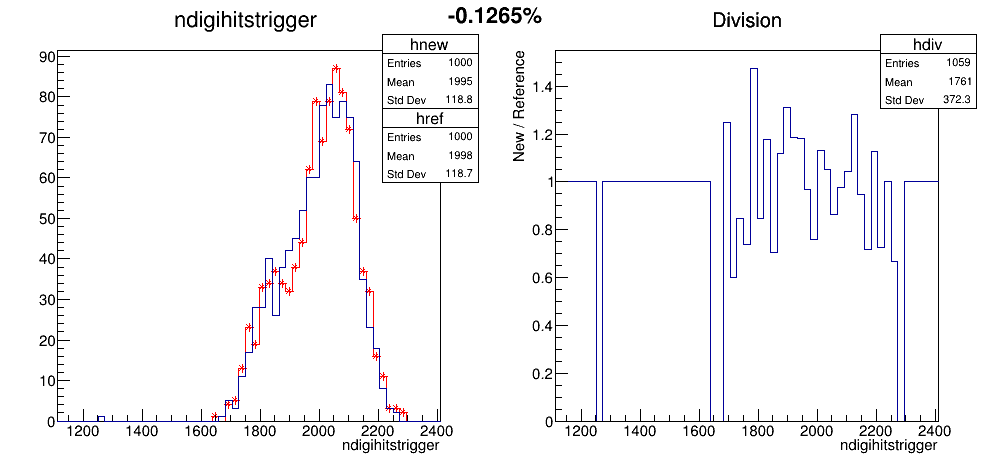 -0.1265%
ndigihitstrigger
hnew
Entries 1000
Mean 1995
Std Dev 118.8
href
Entries 1000
Mean 1998
Std Dev 118.7
90
80
70
60
50
40
30
20
10
0
1200 1400 1600 1800 2000 2200 2400
ndigihitstrigger
Division
hdiv
Entries 1059
Mean 1761
Std Dev 372.3
New / Reference
1.4
1.2
1
0.8
0.6
0.4
0.2
0
1200 1400 1600 1800 2000 2200 2400
ndigihitstrigger